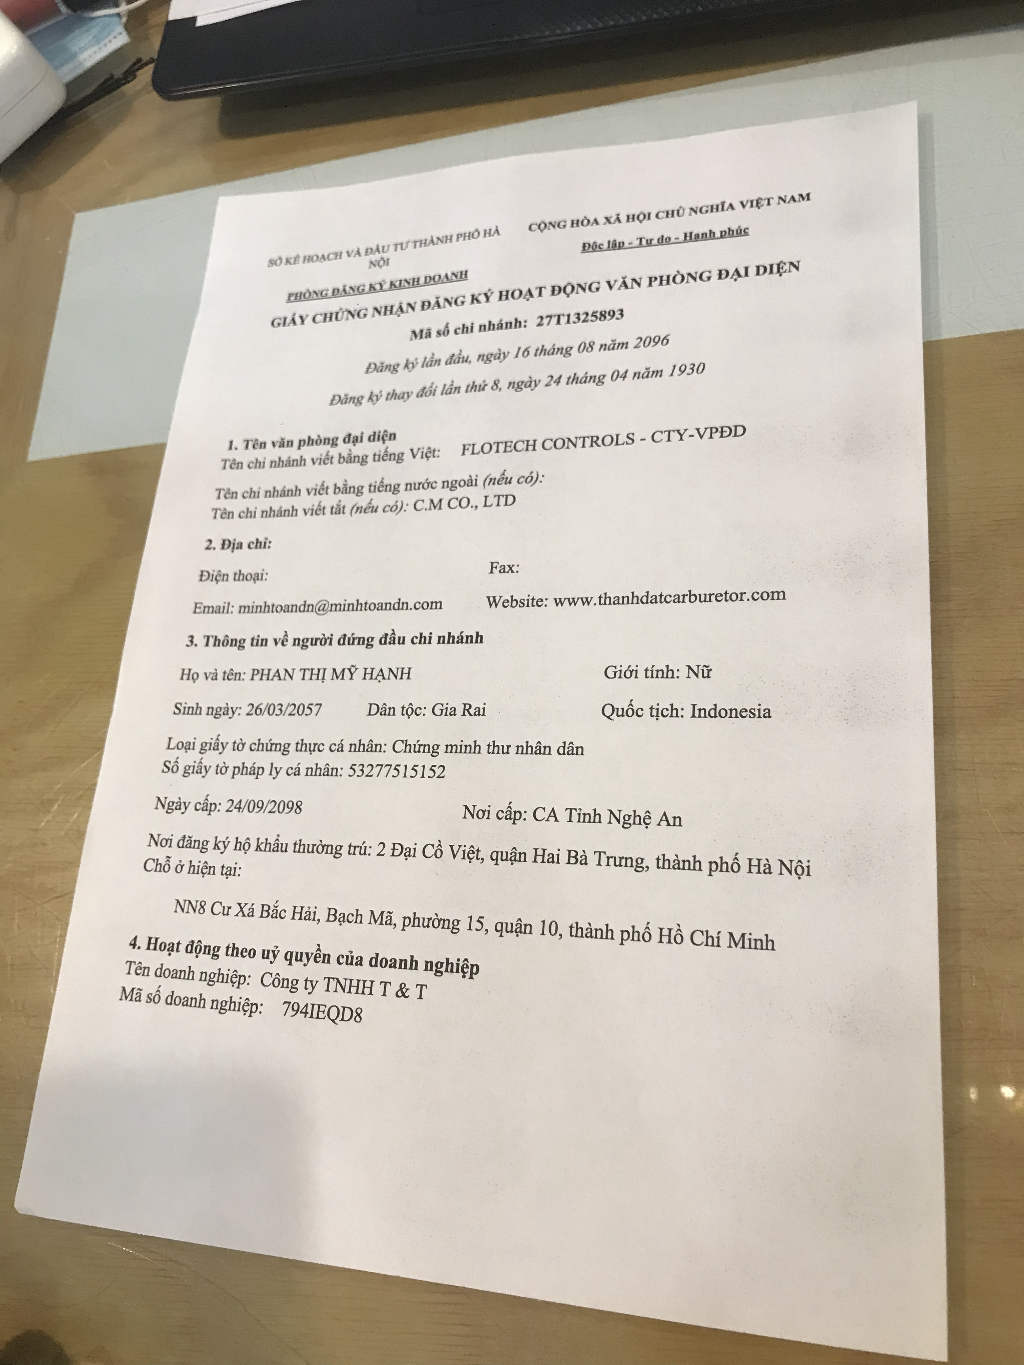 SỞ KẾ HOẠCH VÀ ĐẦU TƯ THÀNH PHỐ HÀ
NỘI
PHÒNG ĐĂNG KÝ KINH DOANH
CỘNG HÒA XÃ HỘI CHỦ NGHĨA VIỆT NAM
Độc lập - Tự do - Hạnh phúc
GIẤY CHỨNG NHẬN ĐĂNG KÝ HOẠT ĐỘNG VĂN PHÒNG ĐẠI DIỆN
Mã số chi nhánh: 27T1325893
Đăng ký lần đầu, ngày 16 tháng 08 năm 2096
Đăng ký thay đổi lần thứ 8, ngày 24 tháng 04 năm 1930
1. Tên văn phòng đại diện
Tên chi nhánh viết bằng tiếng Việt: FLOTECH CONTROLS - CTY-VPĐD
Tên chi nhánh viết bằng tiếng nước ngoài (nếu có):
Tên chi nhánh viết tắt (nếu có): C.M CO., LTD
2. Địa chỉ:
Điện thoại: Fax:
Email: minhtoandn@minhtoandn.com Website: www.thanhdatcarburetor.com
3. Thông tin về người đứng đầu chi nhánh
Họ và tên: PHAN THỊ MỸ HẠNH Giới tính: Nữ
Sinh ngày: 26/03/2057 Dân tộc: Gia Rai Quốc tịch: Indonesia
Loại giấy tờ chứng thực cá nhân: Chứng minh thư nhân dân
Số giấy tờ pháp ly cá nhân: 53277515152
Ngày cấp: 24/09/2098 Nơi cấp: CA Tỉnh Nghệ An
Nơi đăng ký hộ khẩu thường trú: 2 Đại Cồ Việt, quận Hai Bà Trưng, thành phố Hà Nội
Chỗ ở hiện tại:
NN8 Cư Xá Bắc Hải, Bạch Mã, phường 15, quận 10, thành phố Hồ Chí Minh
4. Hoạt động theo uỷ quyền của doanh nghiệp
Tên doanh nghiệp: Công ty TNHH T & T
Mã số doanh nghiệp: 794IEQD8